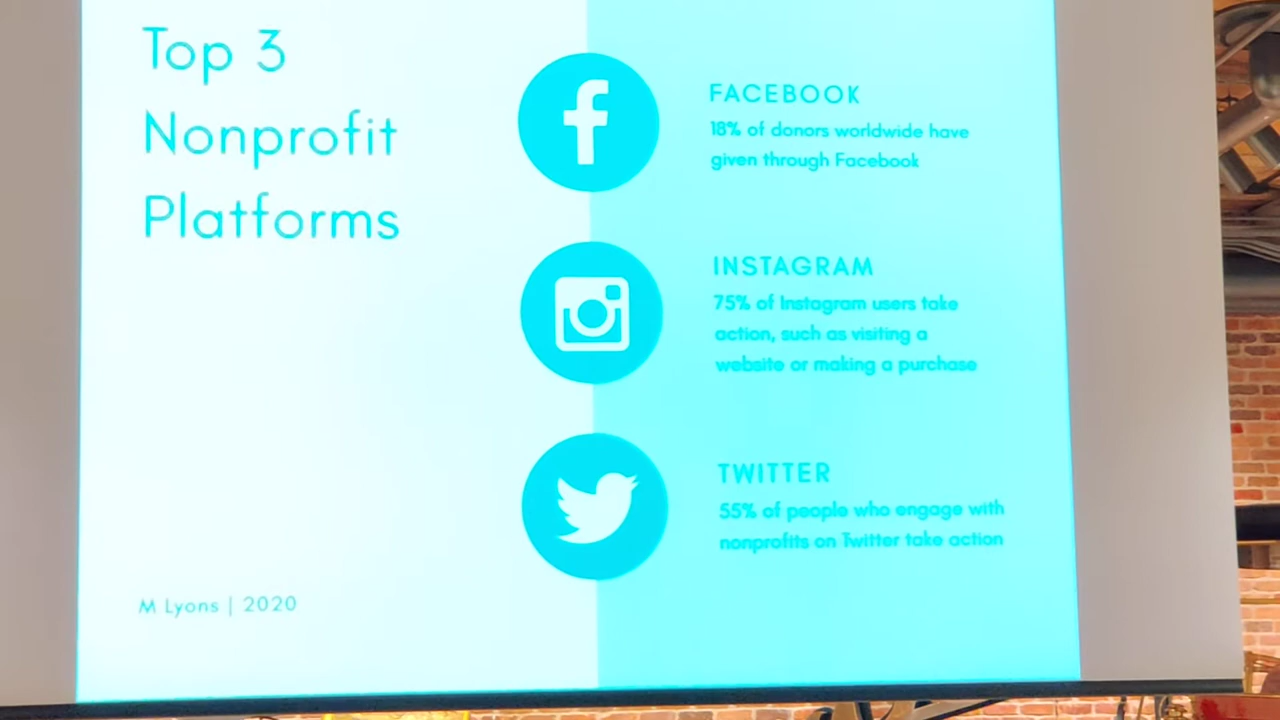 Top 3
Nonprofit
Platforms
FACEBOOK
18% of donors worldwide have
given through Facebook
INSTAGRAM
75% of Instagram users take
action, such as visiting a
website or making a purchase
TWITTER
55% of people who engage with
nonprofits on Twitter take action
M Lyons | 2020